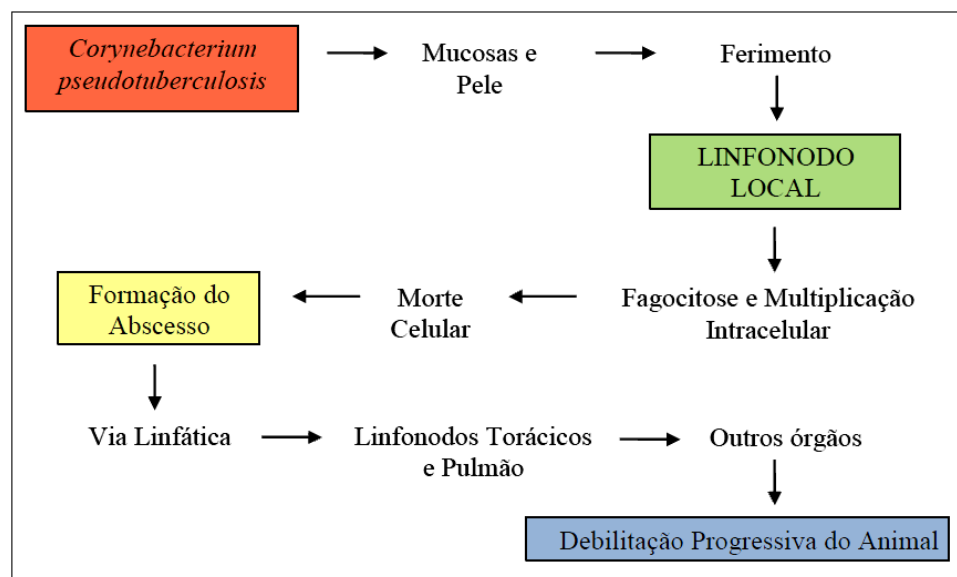 Corynebacterium
pseudotuberculosis
Mucosas e
Pele
Ferimento
LINFONODO
LOCAL
Fagocitose e Multiplicação
Intracelular
Morte
Celular
Formação do
Abscesso
Via Linfática
Linfonodos Torácicos
e Pulmão
Outros órgãos
Debilitação Progressiva do Animal